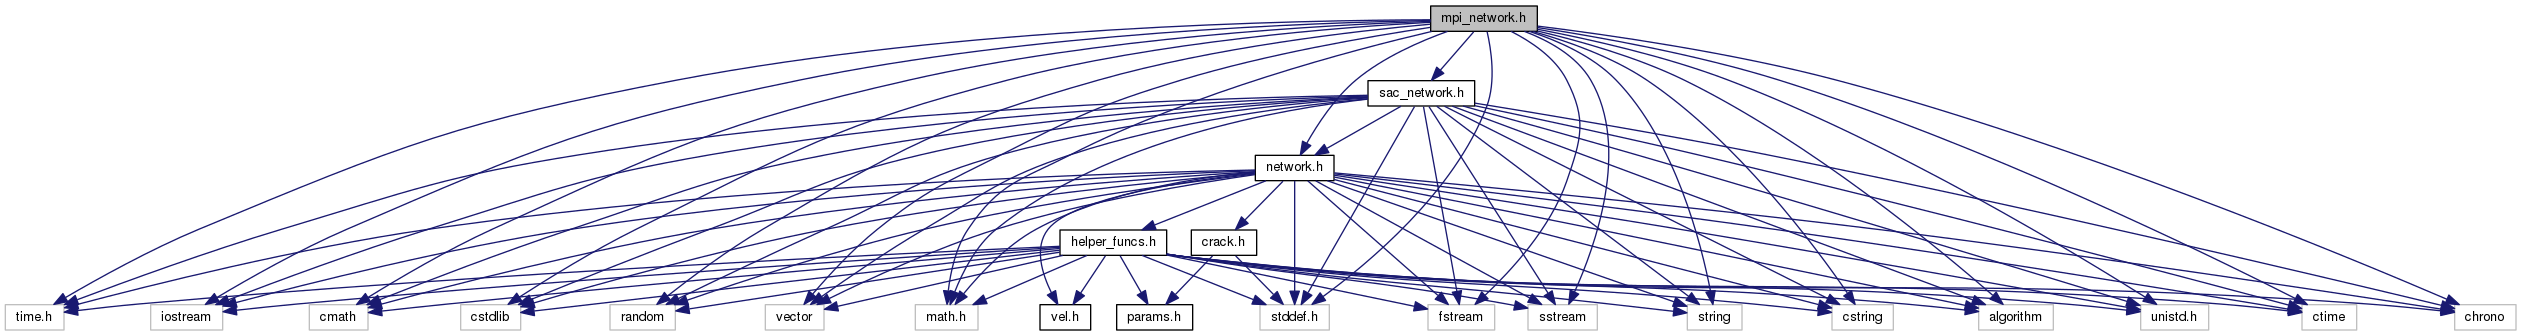 mpi_network.h
sac_network.h
network.h
helper_funcs.h
crack.h
time.h
iostream
cmath
cstdlib
random
vector
math.h
vel.h
params.h
stddef.h
fstream
sstream
string
cstring
algorithm
unistd.h
ctime
chrono